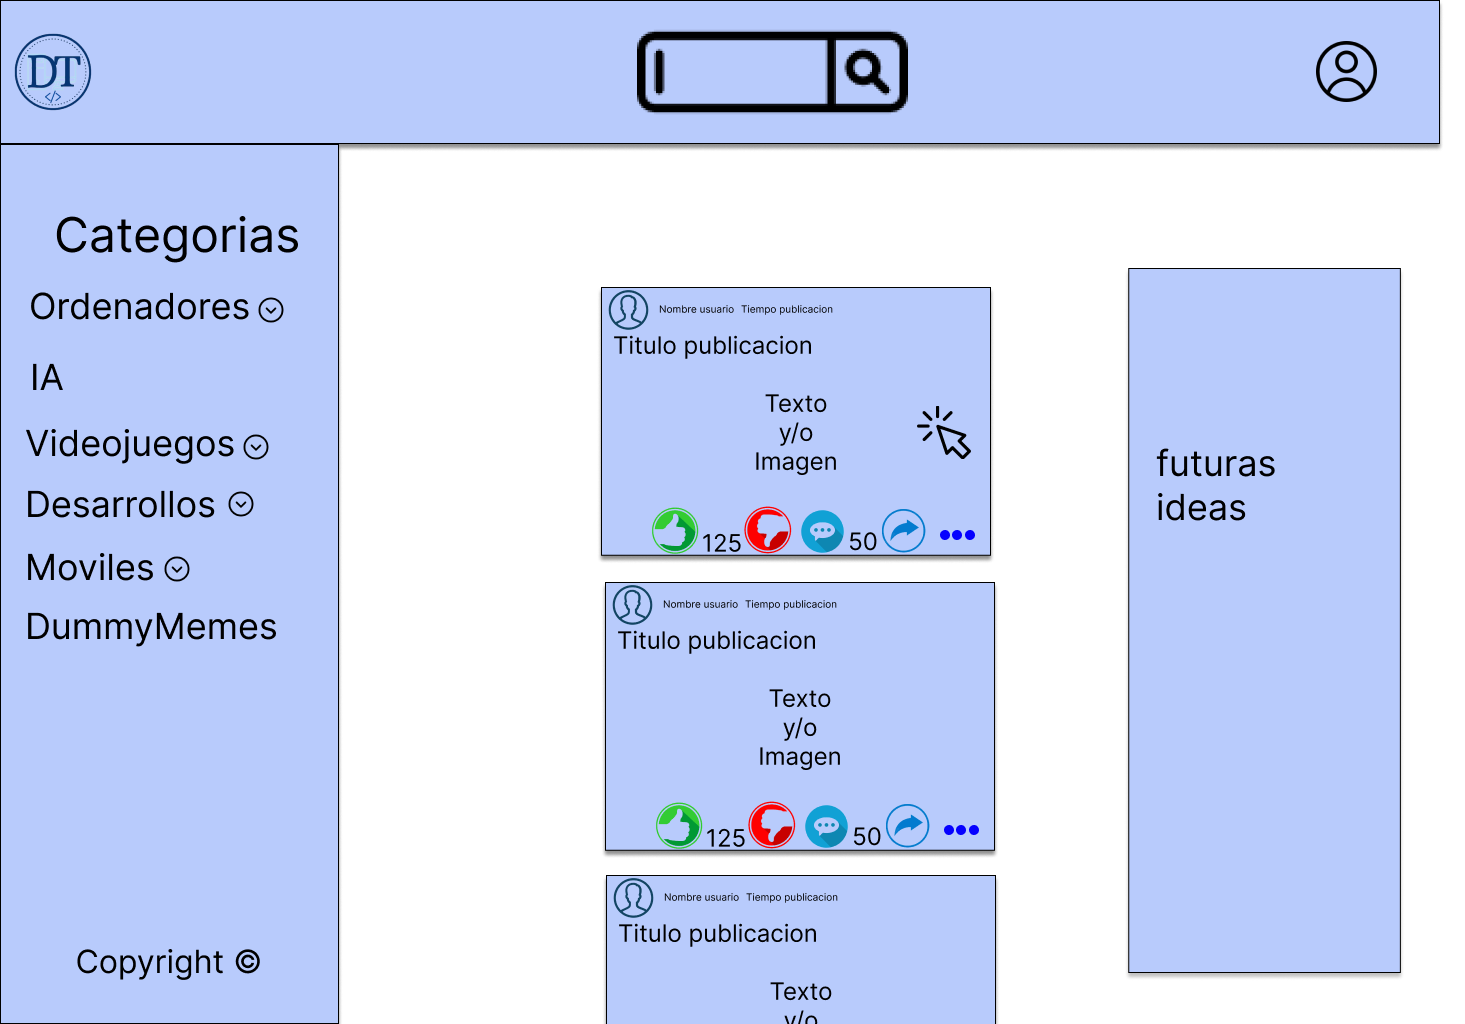 DT
</>
Categorias
Ordenadores
IA
Videojuegos
Desarrollos
Moviles
DummyMemes
Copyright ©
Nombre usuario Tiempo publicacion
Titulo publicacion
Texto
y/o
Imagen
125 50
Nombre usuario Tiempo publicacion
Titulo publicacion
Texto
y/o
Imagen
125 50
Nombre usuario Tiempo publicacion
Titulo publicacion
Texto
y/o
futuras
ideas